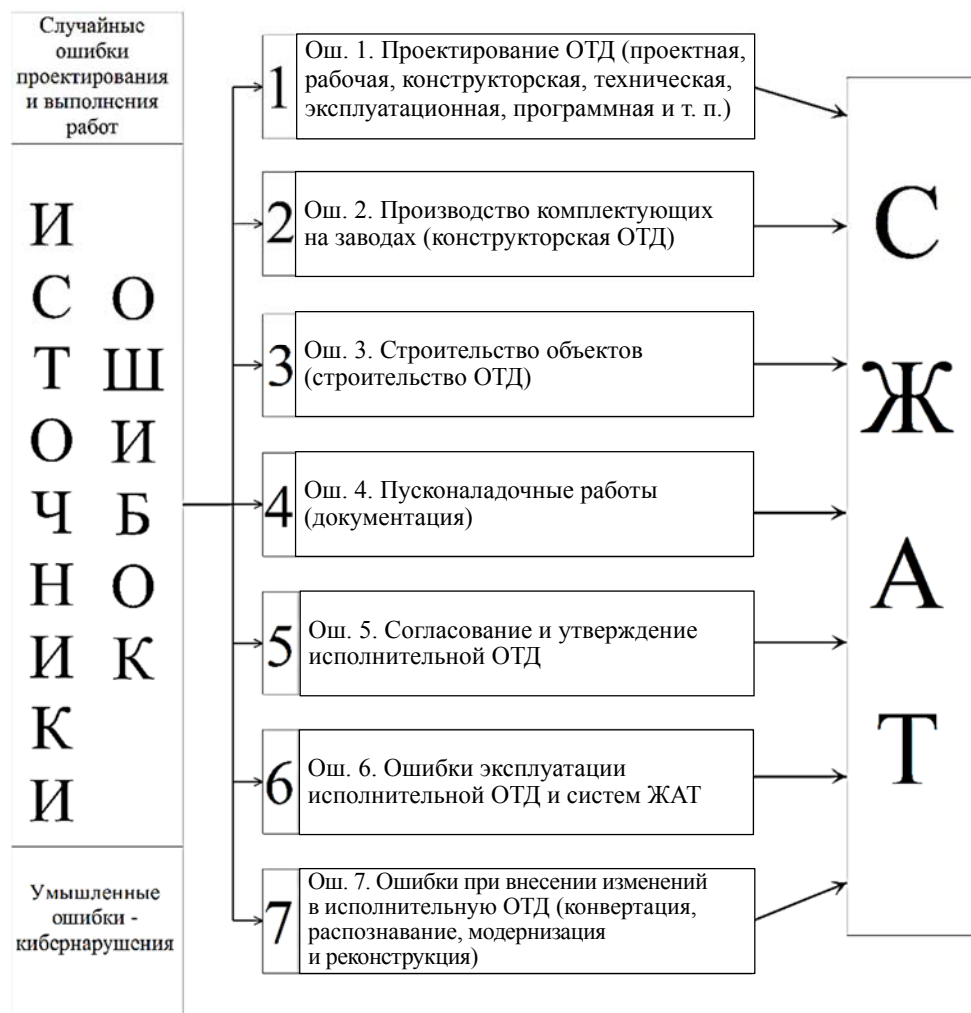 Случайные
ошибки
проектирования
и выполнения
работ
ИСТОЧНИКИ
ОШИБОК
Умышленные
ошибки -
кибернарушения
1
Ош. 1. Проектирование ОТД (проектная,
рабочая, конструкторская, техническая,
эксплуатационная, программная и т. п.)
2
Ош. 2. Производство комплектующих
на заводах (конструкторская ОТД)
3
Ош. 3. Строительство объектов
(строительство ОТД)
4
Ош. 4. Пусконаладочные работы
(документация)
5
Ош. 5. Согласование и утверждение
исполнительной ОТД
6
Ош. 6. Ошибки эксплуатации
исполнительной ОТД и систем ЖАТ
7
Ош. 7. Ошибки при внесении изменений
в исполнительную ОТД (конвертация,
распознавание, модернизация
и реконструкция)
СЖАТ